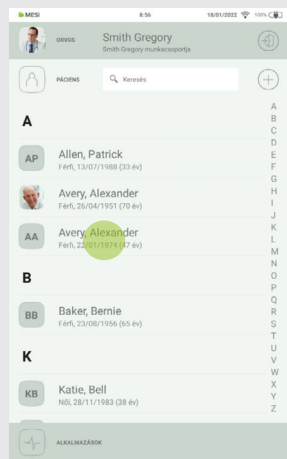 MESI 8:56 18/01/2022 100%
ORVOS Smith Gregory
Smith Gregory munkacsoportja
PÁCIENS Keresés
A
AP Allen, Patrick
Férfi, 13/07/1988 (33 év)
Avery, Alexander
Férfi, 26/04/1951 (70 év)
AA Avery, Alexander
Férfi, 22/01/1974 (47 év)
B
BB Baker, Bernie
Férfi, 23/08/1956 (65 év)
K
KB Katie, Bell
Női, 28/11/1983 (38 év)
ALKALMAZÁSOK
A
B
C
D
E
F
G
H
I
J
K
L
M
N
O
P
Q
R
S
T
U
V
W
X
Y
Z